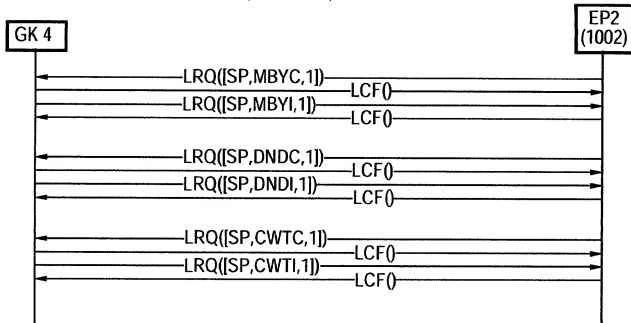 GK 4
EP2
(1002)
LRQ([SP,MBYC,1])
LCF()
LRQ([SP,MBYI,1])
LCF()
LRQ([SP,DNDC,1])
LCF()
LRQ([SP,DNDI,1])
LCF()
LRQ([SP,CWTC,1])
LCF()
LRQ([SP,CWTI,1])
LCF()